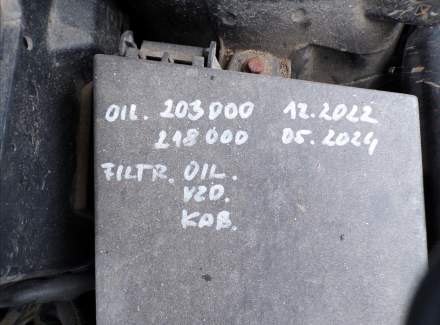 OIL. 203000 12.2022
218000 05.2024
FILTR. OIL.
VZD.
KAB.